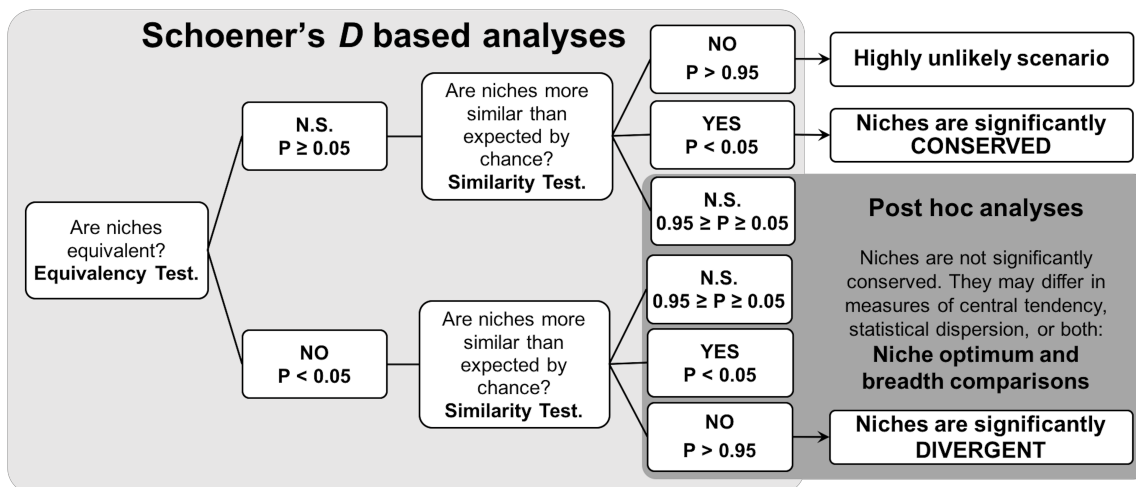 Schoener's D based analyses
Are niches
equivalent?
Equivalency Test.
N.S.
P ≥ 0.05
Are niches more
similar than
expected by
chance?
Similarity Test.
NO
P > 0.95
Highly unlikely scenario
YES
P < 0.05
Niches are significantly
CONSERVED
N.S.
0.95 ≥ P ≥ 0.05
NO
P < 0.05
Are niches more
similar than
expected by
chance?
Similarity Test.
N.S.
0.95 ≥ P ≥ 0.05
YES
P < 0.05
NO
P > 0.95
Niches are significantly
DIVERGENT
Post hoc analyses
Niches are not significantly
conserved. They may differ in
measures of central tendency,
statistical dispersion, or both:
Niche optimum and
breadth comparisons